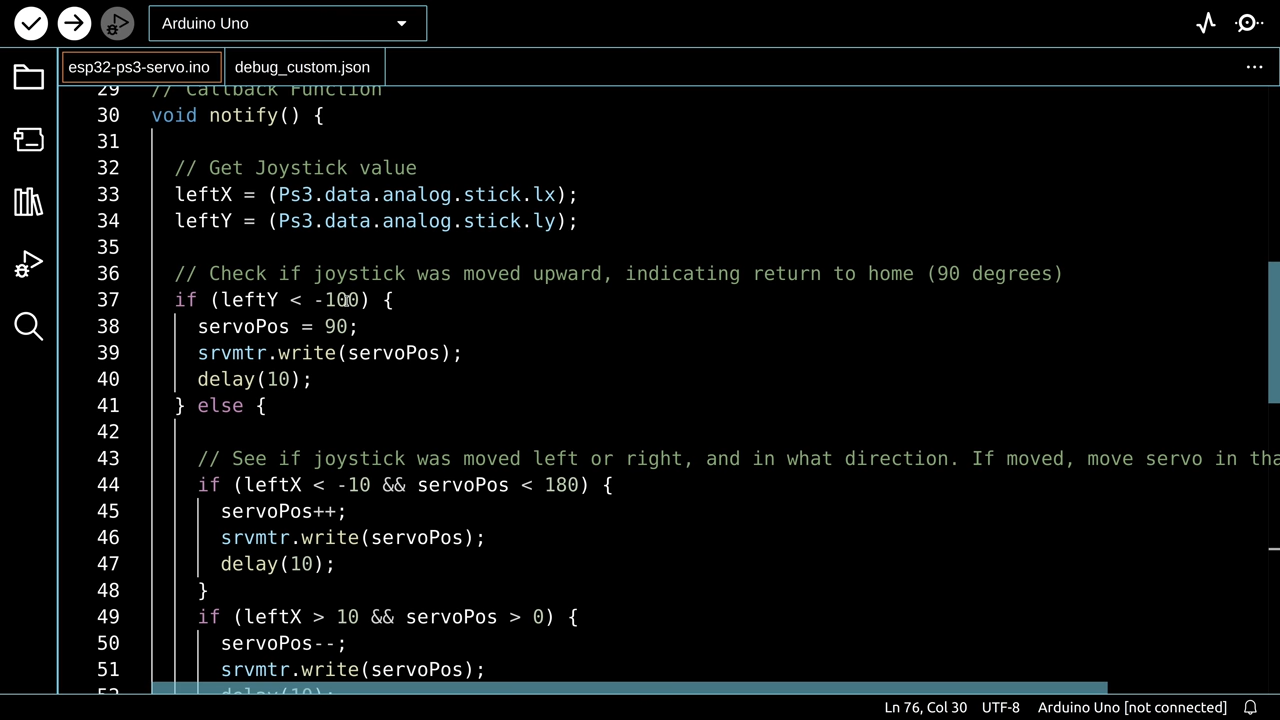 Arduino Uno
esp32-ps3-servo.ino
debug_custom.json
29 // Callback Function
30 void notify() {
31
32 // Get Joystick value
33 leftX = (Ps3.data.analog.stick.lx);
34 leftY = (Ps3.data.analog.stick.ly);
35
36 // Check if joystick was moved upward, indicating return to home (90 degrees)
37 if (leftY < -100) {
38 servoPos = 90;
39 srvmtr.write(servoPos);
40 delay(10);
41 } else {
42
43 // See if joystick was moved left or right, and in what direction. If moved, move servo in tha
44 if (leftX < -10 && servoPos < 180) {
45 servoPos++;
46 srvmtr.write(servoPos);
47 delay(10);
48 }
49 if (leftX > 10 && servoPos > 0) {
50 servoPos--;
51 srvmtr.write(servoPos);
52 delay(10);
Ln 76, Col 30 UTF-8 Arduino Uno [not connected]